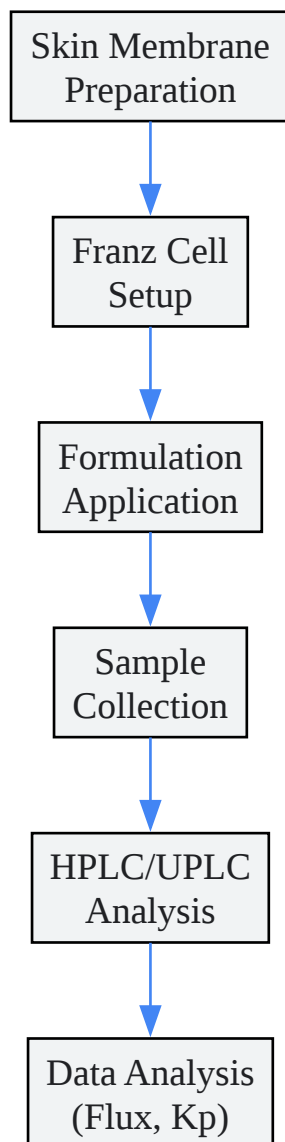 Skin Membrane
Preparation
Franz Cell
Setup
Formulation
Application
Sample
Collection
HPLC/UPLC
Analysis
Data Analysis
(Flux, Kp)